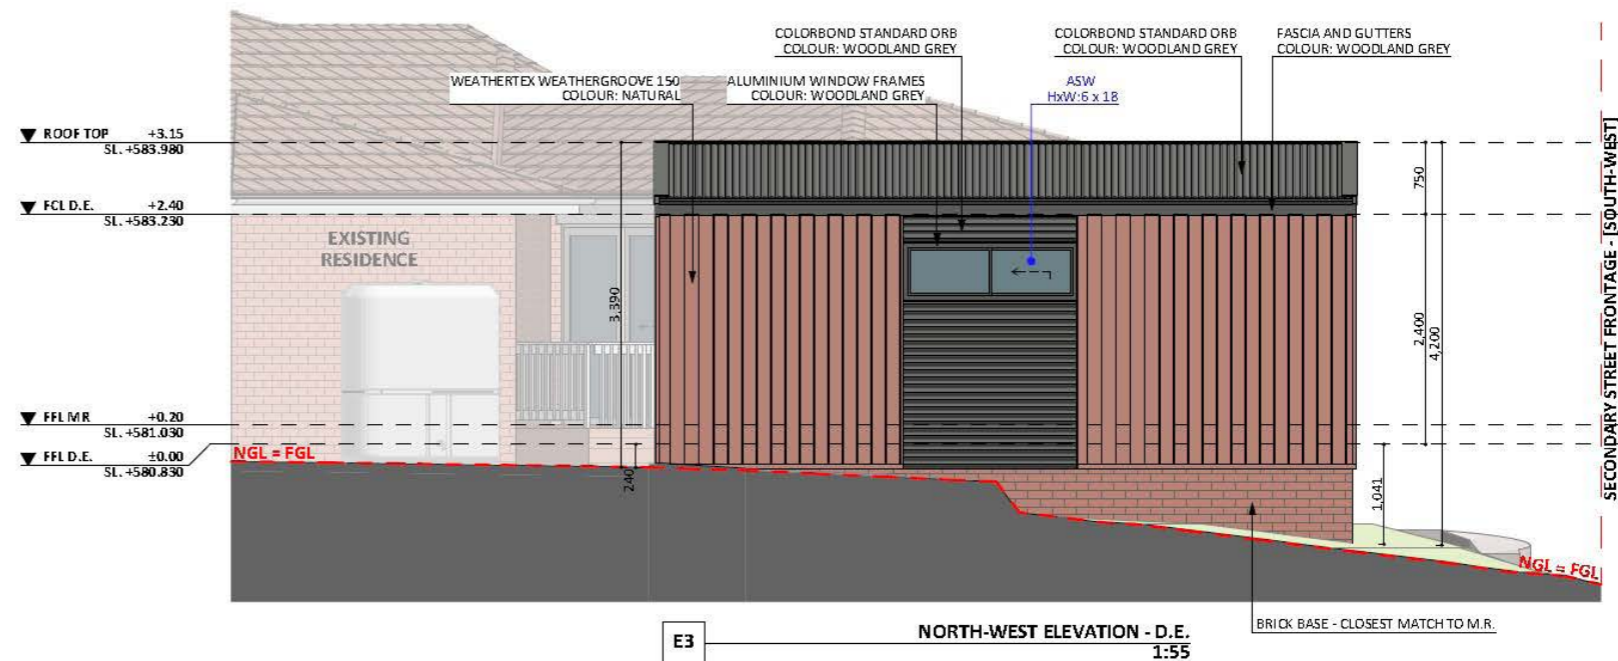 COLORBOND STANDARD ORB
COLOUR: WOODLAND GREY
COLORBOND STANDARD ORB
COLOUR: WOODLAND GREY
FASCIA AND GUTTERS
COLOUR: WOODLAND GREY
WEATHERTEX WEATHERGROOVE 150
COLOUR: NATURAL
ALUMINIUM WINDOW FRAMES
COLOUR: WOODLAND GREY
ASW
HxW:6 x 18
ROOF TOP +3.15
SL. +583.980
FCL D.E. +2.40
SL. +583.230
EXISTING
RESIDENCE
FFL MR +0.20
SL. +581.030
FFL D.E. ±0.00
SL. +580.830
NGL = FGL
3,390
240
750
2,400
4,200
1,041
SECONDARY STREET FRONTAGE - [SOUTH-WEST]
NGL = FGL
BRICK BASE - CLOSEST MATCH TO M.R.
E3
NORTH-WEST ELEVATION - D.E.
1:55